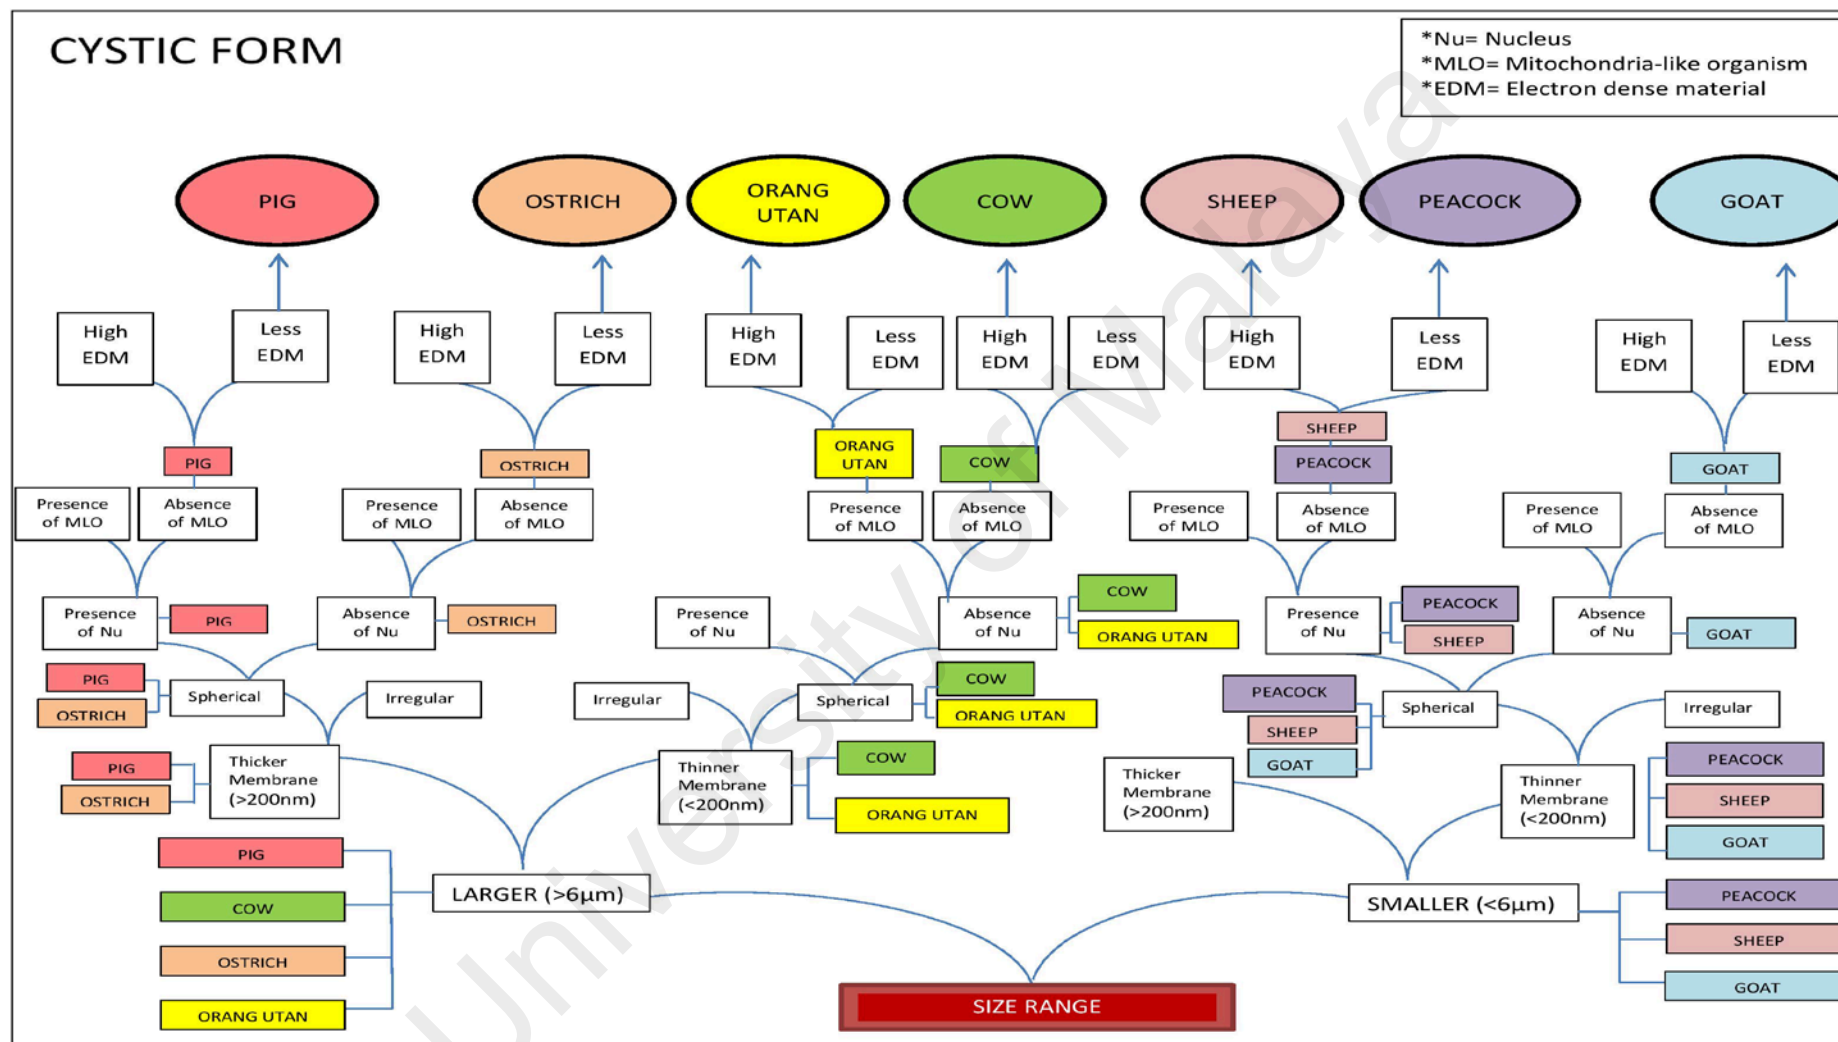 CYSTIC FORM
*Nu= Nucleus
*MLO= Mitochondria-like organism
*EDM= Electron dense material
PIG
OSTRICH
ORANG
UTAN
COW
SHEEP
PEACOCK
GOAT
High
EDM
Less
EDM
High
EDM
Less
EDM
High
EDM
Less
EDM
High
EDM
Less
EDM
High
EDM
Less
EDM
High
EDM
Less
EDM
PIG
OSTRICH
ORANG
UTAN
COW
SHEEP
PEACOCK
GOAT
Presence
of MLO
Absence
of MLO
Presence
of MLO
Absence
of MLO
Presence
of MLO
Absence
of MLO
Presence
of MLO
Absence
of MLO
Presence
of MLO
Absence
of MLO
Presence
of Nu
PIG
Absence
of Nu
OSTRICH
Presence
of Nu
Absence
of Nu
COW
ORANG UTAN
Presence
of Nu
PEACOCK
SHEEP
Absence
of Nu
GOAT
PIG
OSTRICH
Spherical
Irregular
Irregular
Spherical
COW
ORANG UTAN
PEACOCK
SHEEP
GOAT
Spherical
Irregular
PIG
OSTRICH
Thicker
Membrane
(>200nm)
Thinner
Membrane
(<200nm)
COW
ORANG UTAN
Thicker
Membrane
(>200nm)
Thinner
Membrane
(<200nm)
PEACOCK
SHEEP
GOAT
PIG
COW
OSTRICH
ORANG UTAN
LARGER (>6µm)
SMALLER (<6µm)
PEACOCK
SHEEP
GOAT
SIZE RANGE
University of Malaya